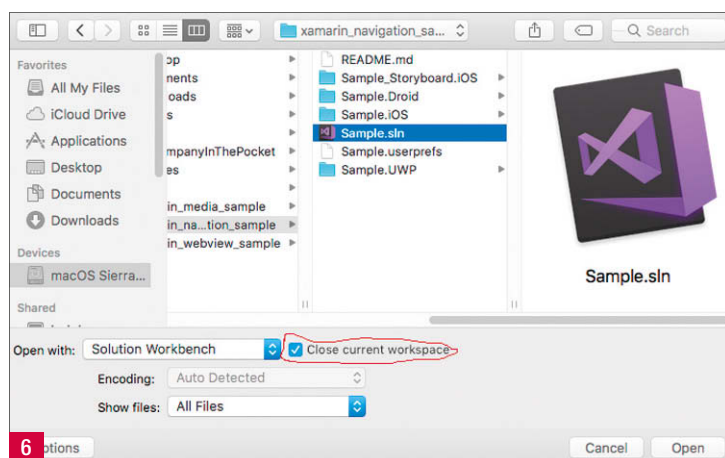 xamarin_navigation_sa...
Search
Favorites
All My Files
iCloud Drive
Applications
Desktop
Documents
Downloads
Devices
macOS Sierra...
Shared
op
ments
oads
s
mpanyInThePocket
es
in_media_sample
in_na...tion_sample
in_webview_sample
README.md
Sample_Storyboard.iOS
Sample.Droid
Sample.iOS
Sample.sln
Sample.userprefs
Sample.UWP
Sample.sln
Open with: Solution Workbench Close current workspace
Encoding: Auto Detected
Show files: All Files
6 ptions Cancel Open